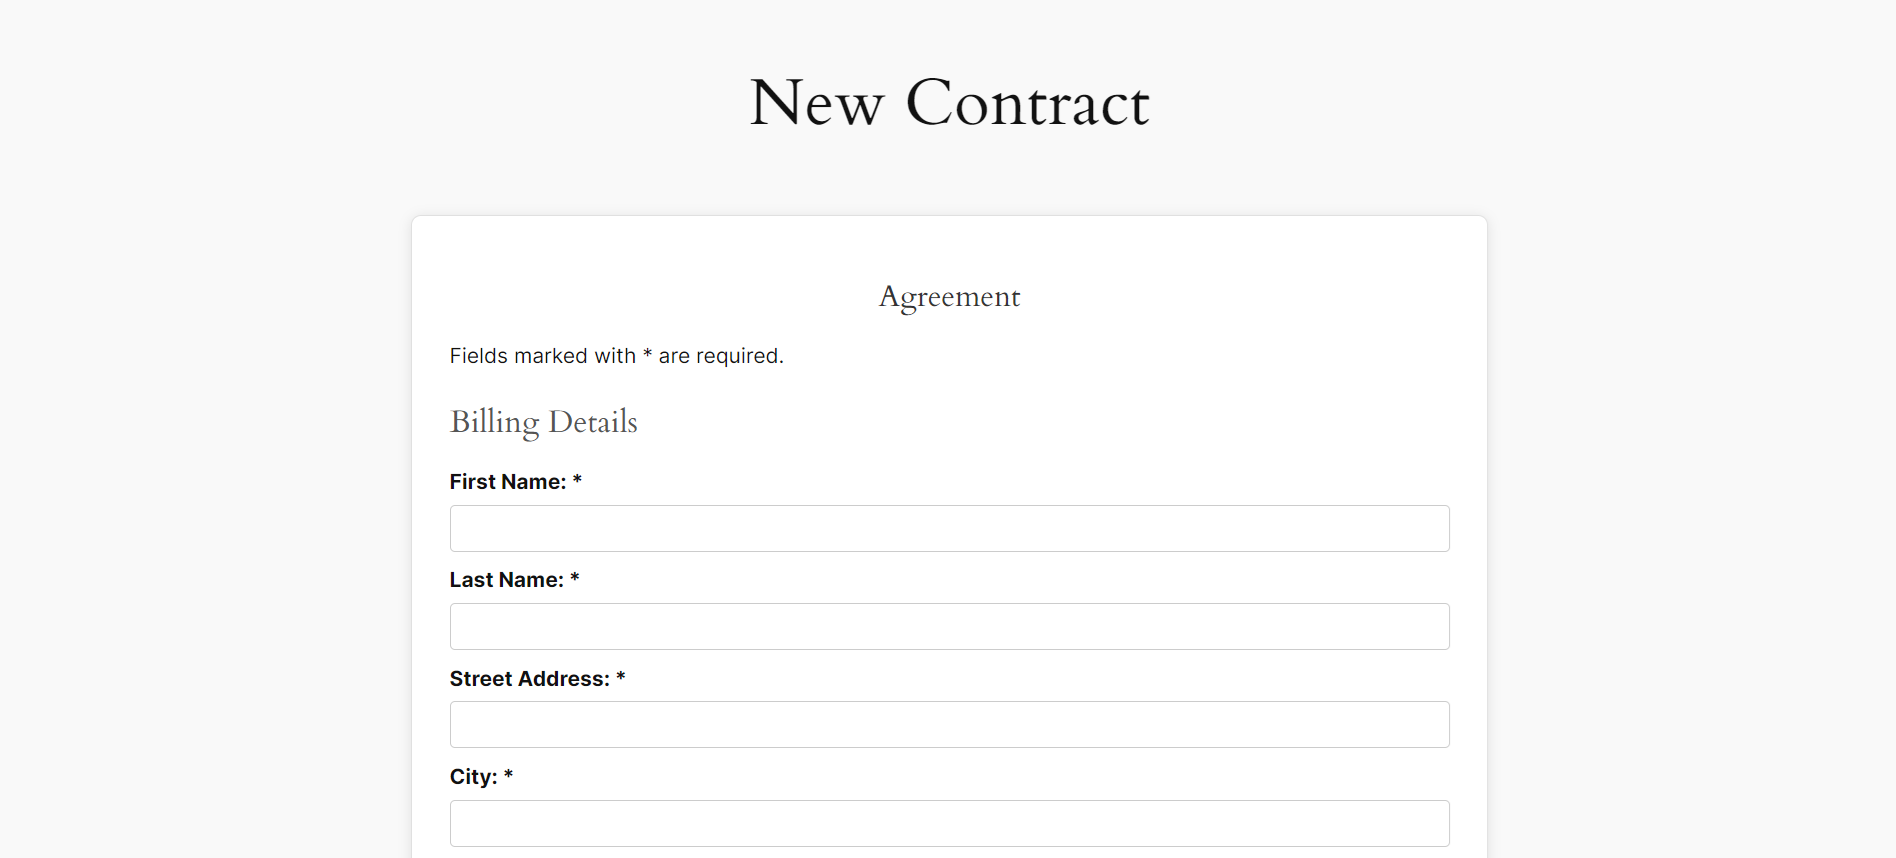 New Contract
Agreement
Fields marked with * are required.
Billing Details
First Name: *
Last Name: *
Street Address: *
City: *